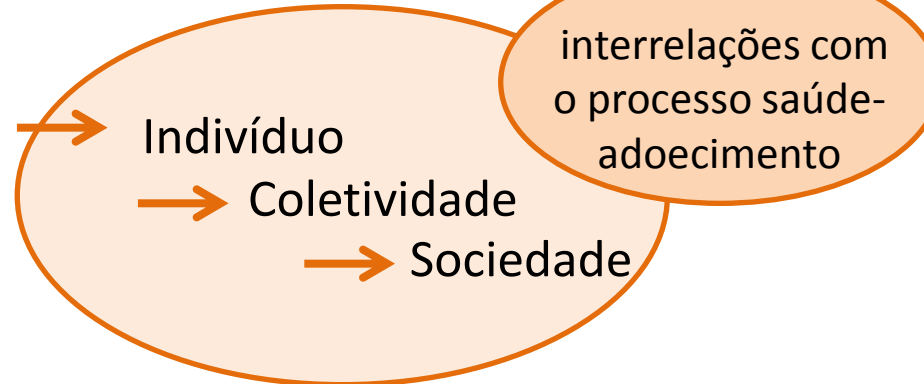 interrelações com
o processo saúde-
adoecimento
Indivíduo
Coletividade
Sociedade